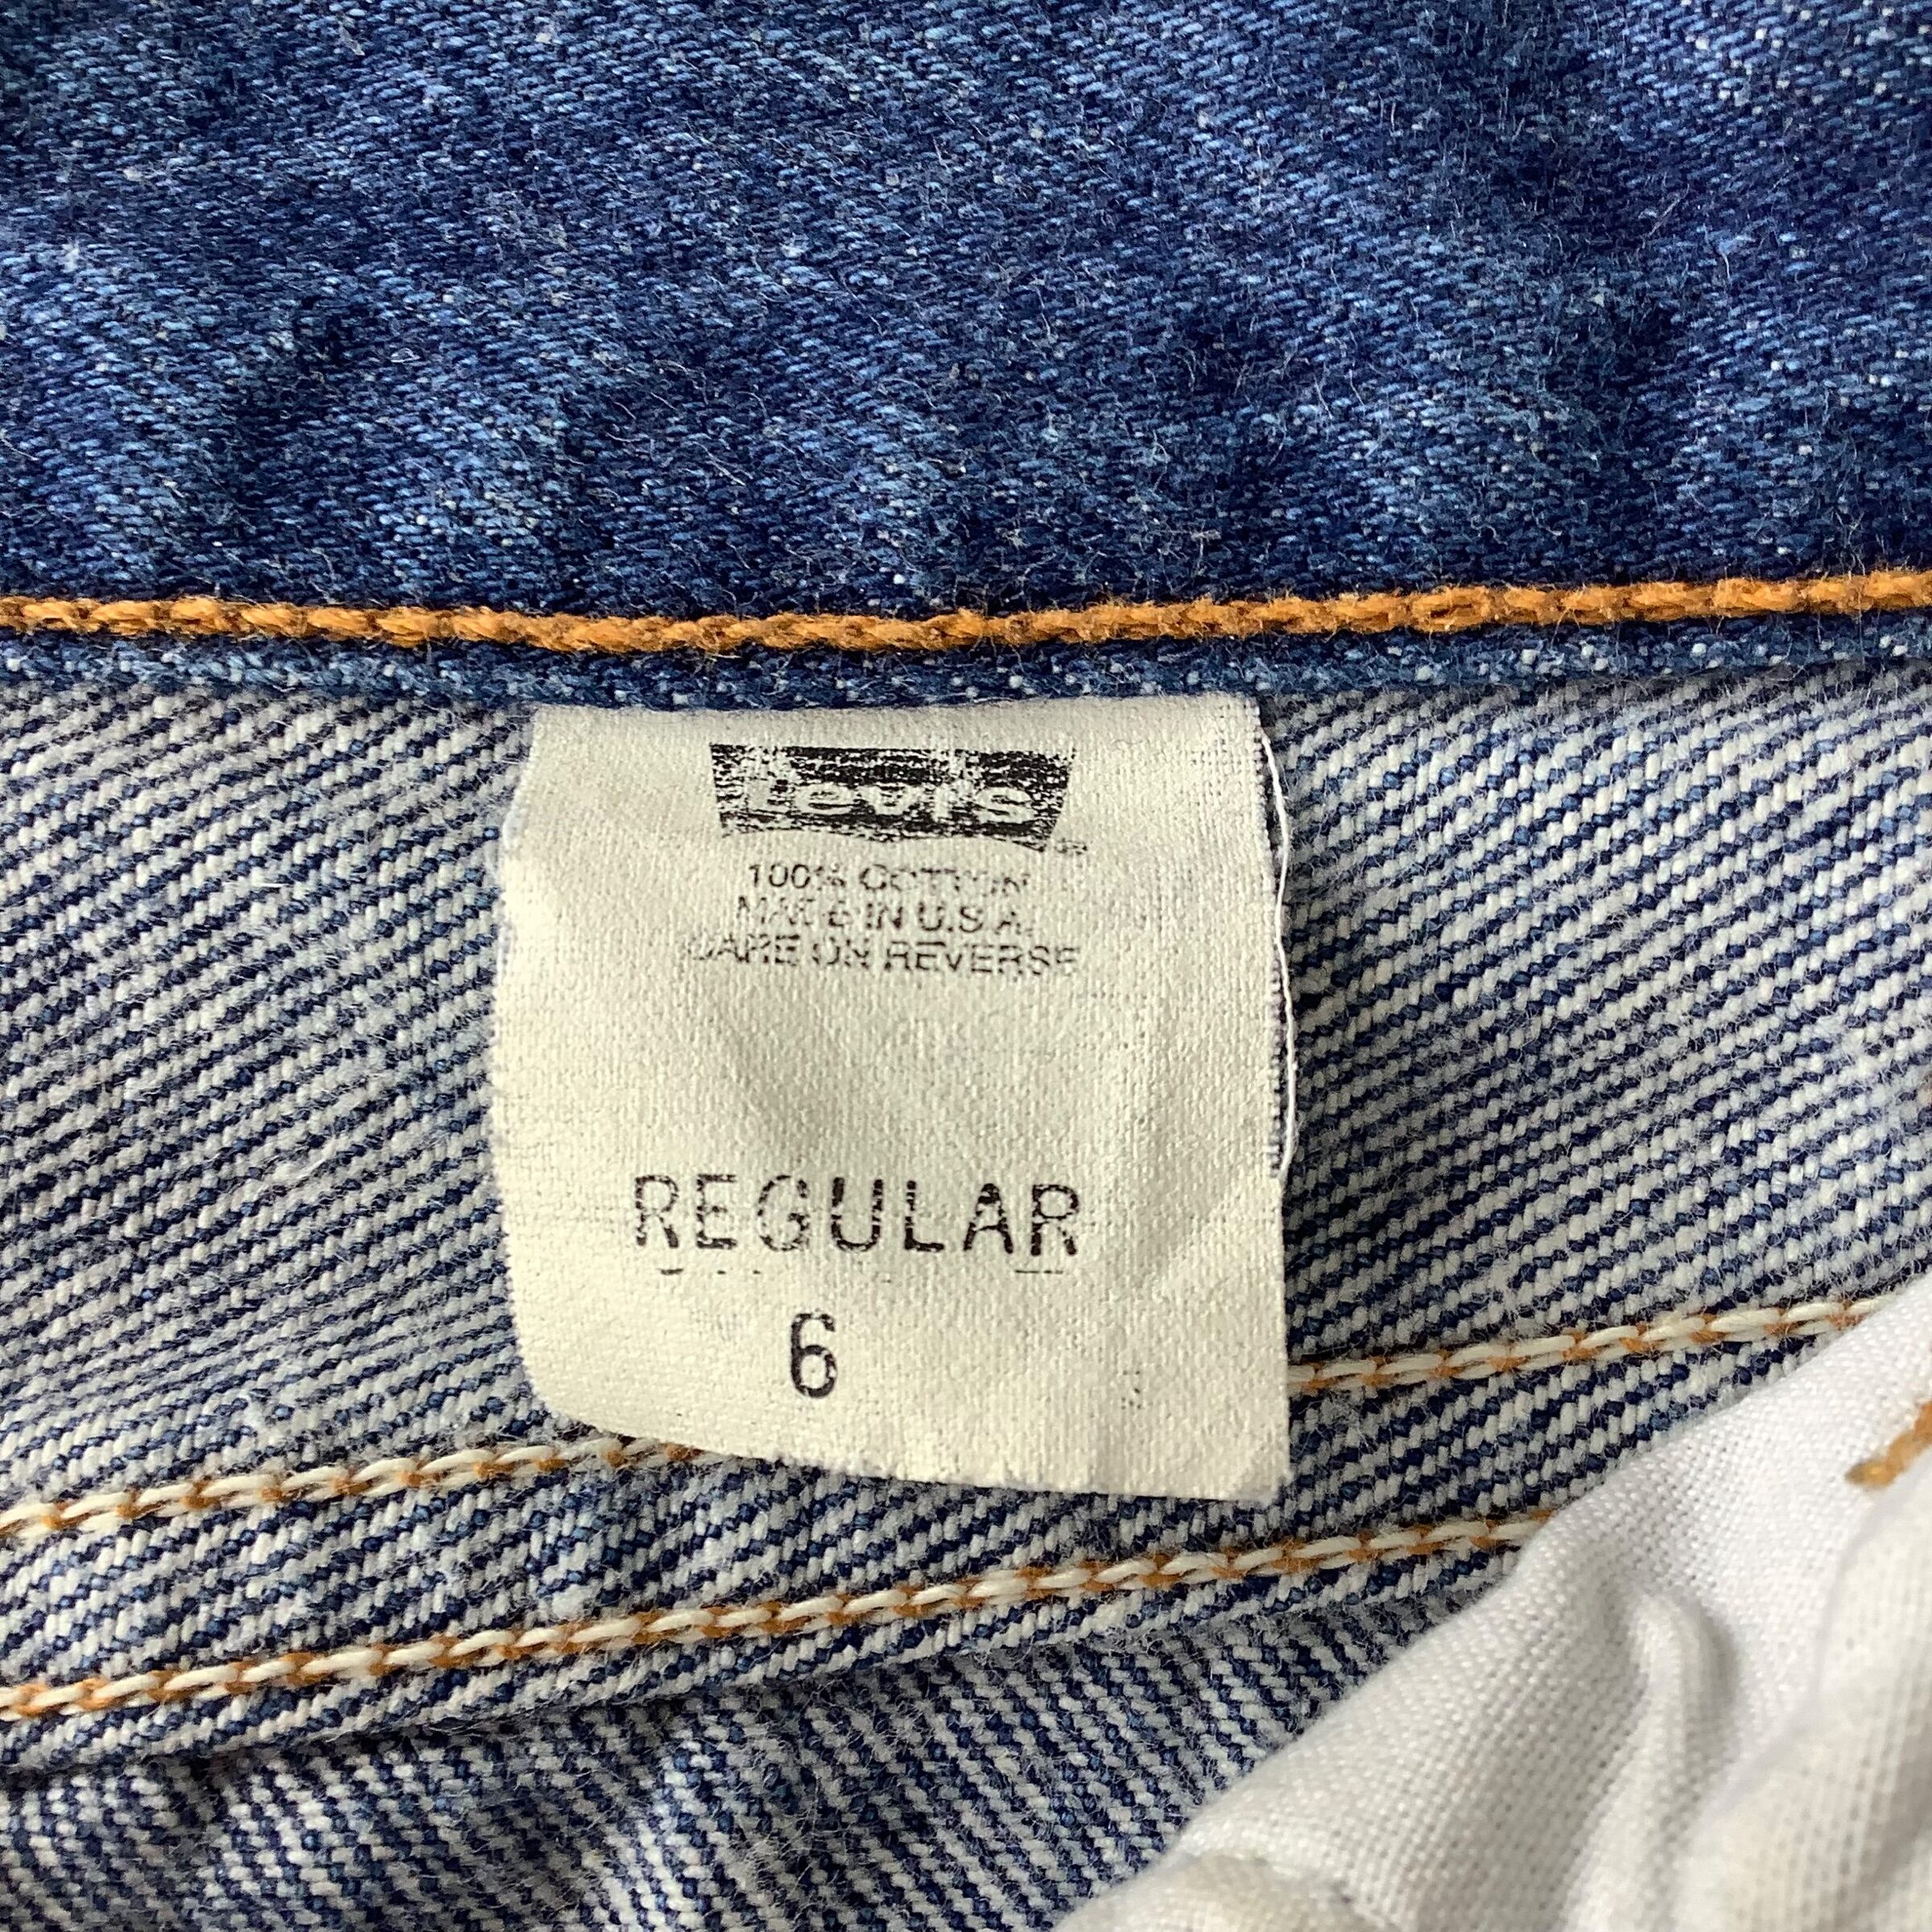 Levi's
100% COTTON
MADE IN U.S.A.
CARE ON REVERSE
REGULAR
6